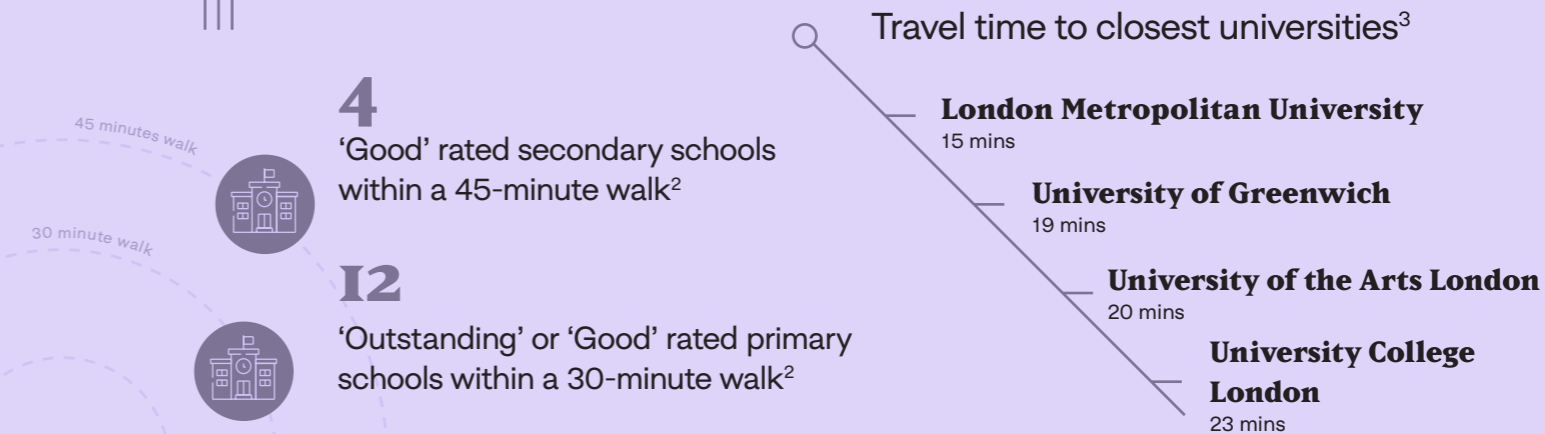 45 minutes walk
4
‘Good’ rated secondary schools
within a 45-minute walk²
30 minute walk
12
‘Outstanding’ or ‘Good’ rated primary
schools within a 30-minute walk²
Travel time to closest universities³
London Metropolitan University
15 mins
University of Greenwich
19 mins
University of the Arts London
20 mins
University College
London
23 mins